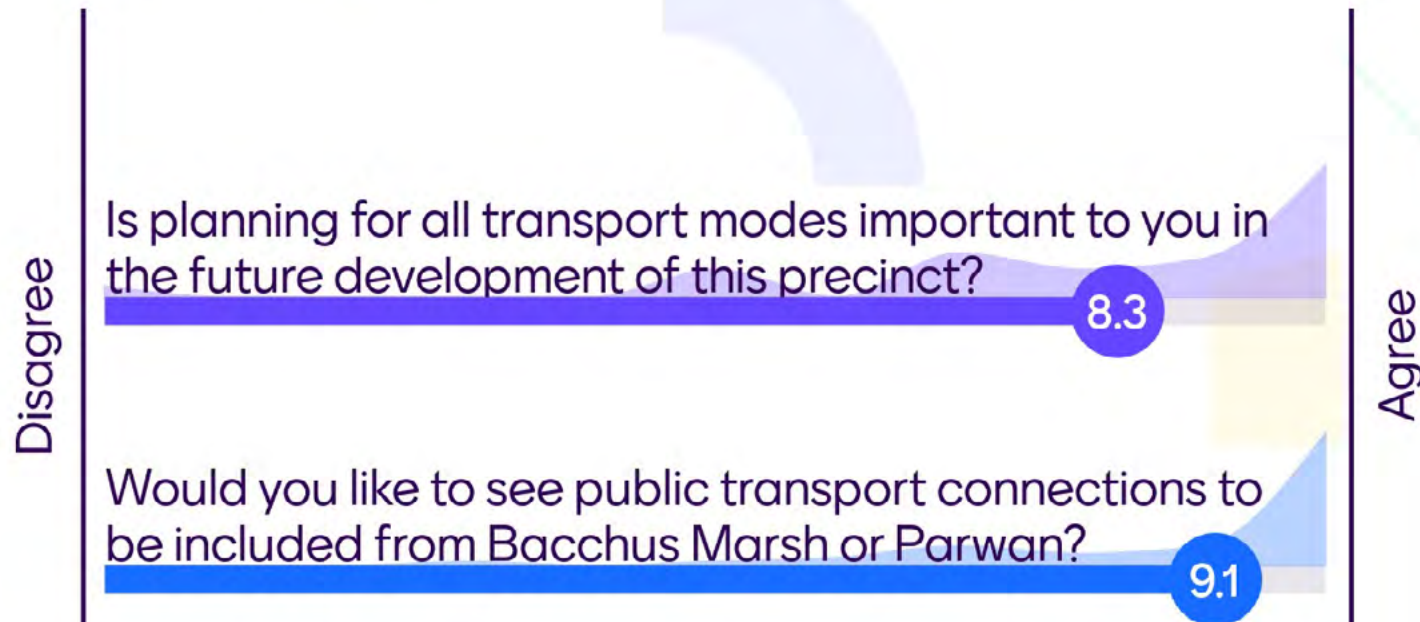 Disagree
Is planning for all transport modes important to you in
the future development of this precinct?
8.3
Would you like to see public transport connections to
be included from Bacchus Marsh or Parwan?
9.1
Agree